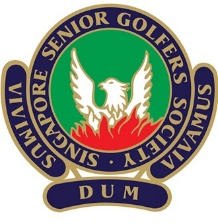 SINGAPORE SENIOR GOLFERS SOCIETY
VIVIMUS
VIVAMUS
DUM